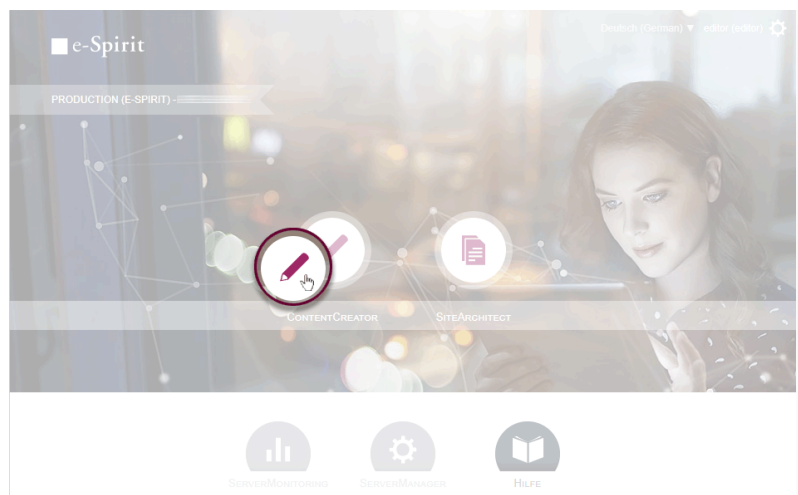 Deutsch (German) ▼ editor (editor)
e-Spirit
PRODUCTION (E-SPIRIT)
CONTENTCREATOR SITEARCHITECT
SERVERMONITORING SERVERMANAGER HILFE